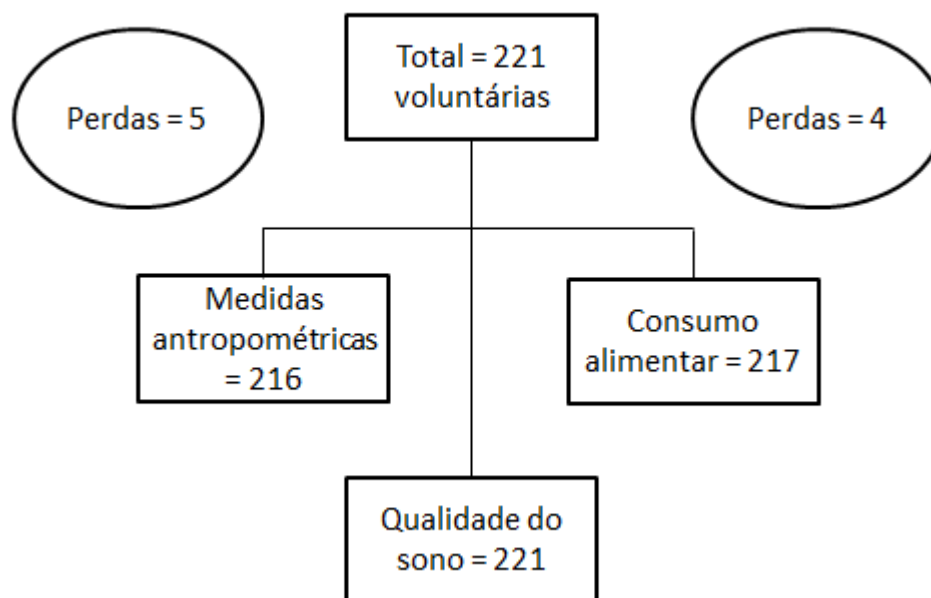 Total = 221
voluntárias
Perdas = 5
Perdas = 4
Medidas
antropométricas
= 216
Consumo
alimentar = 217
Qualidade do
sono = 221